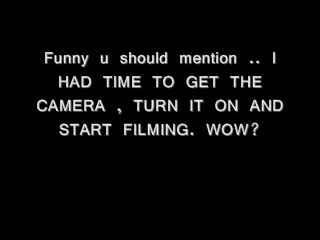 Funny u should mention .. I
HAD TIME TO GET THE
CAMERA , TURN IT ON AND
START FILMING. WOW?